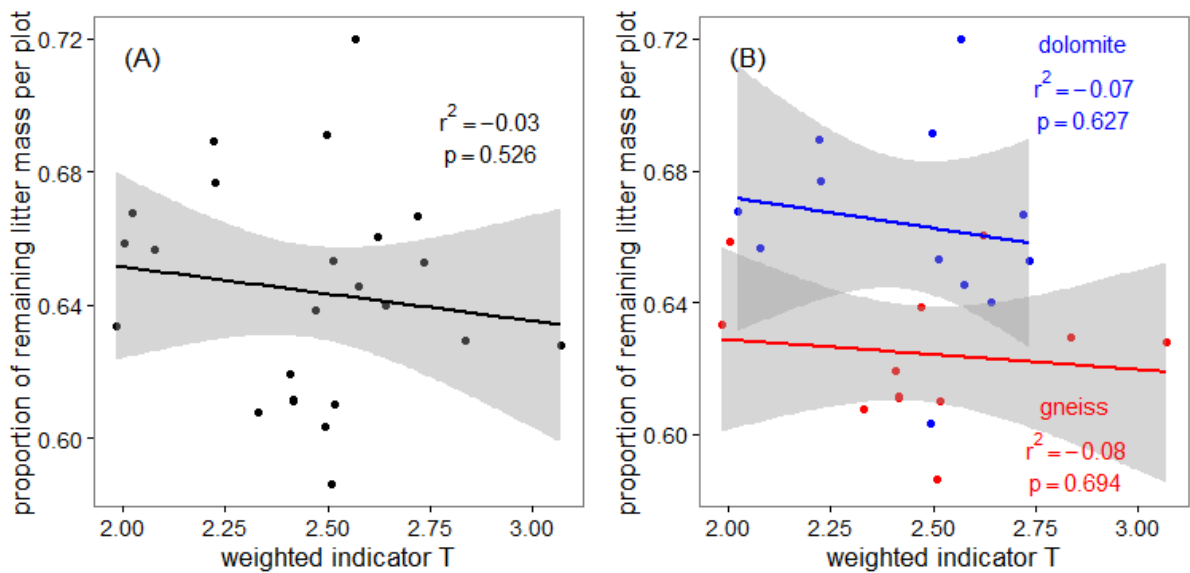 (A)
r² = −0.03
p = 0.526
0.72
0.68
0.64
0.60
2.00 2.25 2.50 2.75 3.00
weighted indicator T
proportion of remaining litter mass per plot
(B)
dolomite
r² = −0.07
p = 0.627
gneiss
r² = −0.08
p = 0.694
0.72
0.68
0.64
0.60
2.00 2.25 2.50 2.75 3.00
weighted indicator T
proportion of remaining litter mass per plot